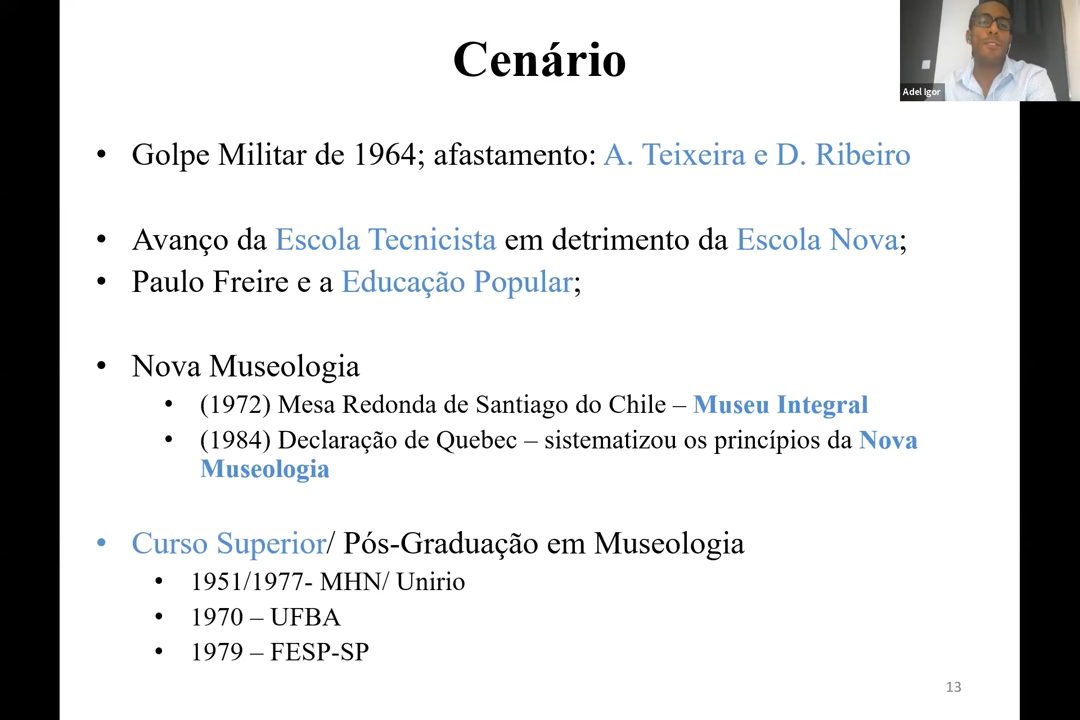 Cenário
Adel Igor
• Golpe Militar de 1964; afastamento: A. Teixeira e D. Ribeiro
• Avanço da Escola Tecnicista em detrimento da Escola Nova;
• Paulo Freire e a Educação Popular;
• Nova Museologia
• (1972) Mesa Redonda de Santiago do Chile – Museu Integral
• (1984) Declaração de Quebec – sistematizou os princípios da Nova
Museologia
• Curso Superior/ Pós-Graduação em Museologia
• 1951/1977- MHN/ Unirio
• 1970 – UFBA
• 1979 – FESP-SP
13